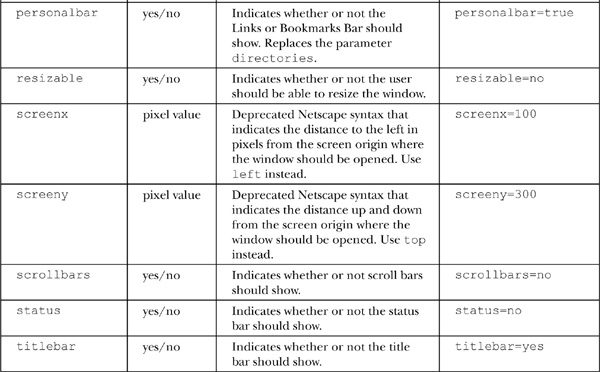 personalbar yes/no Indicates whether or not the personalbar=true
Links or Bookmarks Bar should
show. Replaces the parameter
directories.
resizable yes/no Indicates whether or not the user resizable=no
should be able to resize the window.
screenx pixel value Deprecated Netscape syntax that screenx=100
indicates the distance to the left in
pixels from the screen origin where
the window should be opened. Use
left instead.
screeny pixel value Deprecated Netscape syntax that screeny=300
indicates the distance up and down
from the screen origin where the
window should be opened. Use top
instead.
scrollbars yes/no Indicates whether or not scroll bars scrollbars=no
should show.
status yes/no Indicates whether or not the status status=no
bar should show.
titlebar yes/no Indicates whether or not the title titlebar=yes
bar should show.